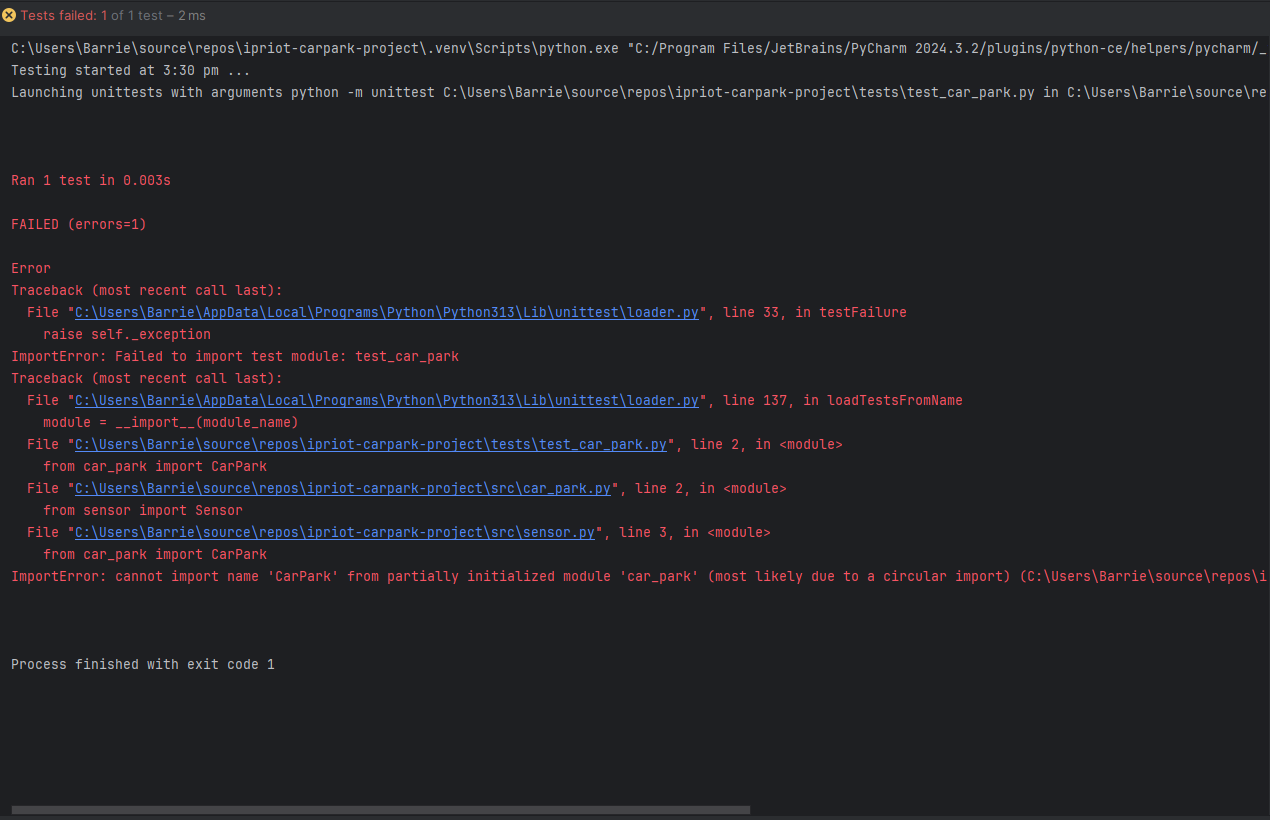 Tests failed: 1 of 1 test – 2 ms
C:\Users\Barrie\source\repos\ipriot-carpark-project\.venv\Scripts\python.exe "C:/Program Files/JetBrains/PyCharm 2024.3.2/plugins/python-ce/helpers/pycharm/_
Testing started at 3:30 pm ...
Launching unittests with arguments python -m unittest C:\Users\Barrie\source\repos\ipriot-carpark-project\tests\test_car_park.py in C:\Users\Barrie\source\re
Ran 1 test in 0.003s
FAILED (errors=1)
Error
Traceback (most recent call last):
  File "C:\Users\Barrie\AppData\Local\Programs\Python\Python313\Lib\unittest\loader.py", line 33, in testFailure
    raise self._exception
ImportError: Failed to import test module: test_car_park
Traceback (most recent call last):
  File "C:\Users\Barrie\AppData\Local\Programs\Python\Python313\Lib\unittest\loader.py", line 137, in loadTestsFromName
    module = __import__(module_name)
  File "C:\Users\Barrie\source\repos\ipriot-carpark-project\tests\test_car_park.py", line 2, in <module>
    from car_park import CarPark
  File "C:\Users\Barrie\source\repos\ipriot-carpark-project\src\car_park.py", line 2, in <module>
    from sensor import Sensor
  File "C:\Users\Barrie\source\repos\ipriot-carpark-project\src\sensor.py", line 3, in <module>
    from car_park import CarPark
ImportError: cannot import name 'CarPark' from partially initialized module 'car_park' (most likely due to a circular import) (C:\Users\Barrie\source\repos\i
Process finished with exit code 1